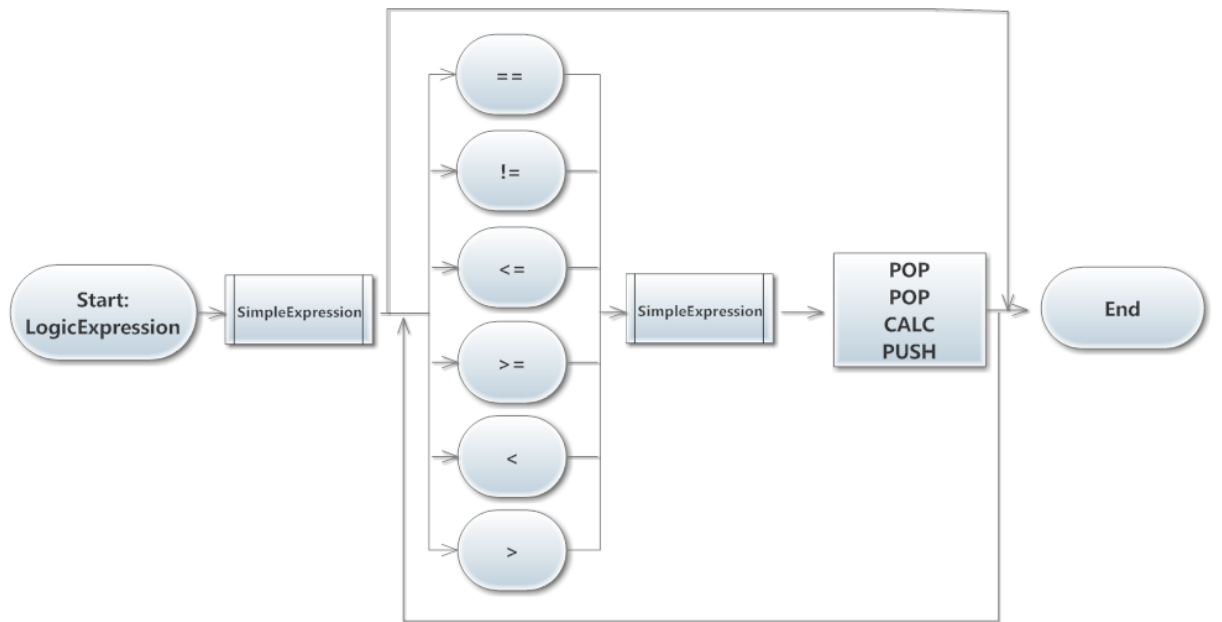 Start:
LogicExpression
SimpleExpression
==
!=
<=
>=
<
>
SimpleExpression
POP
POP
CALC
PUSH
End